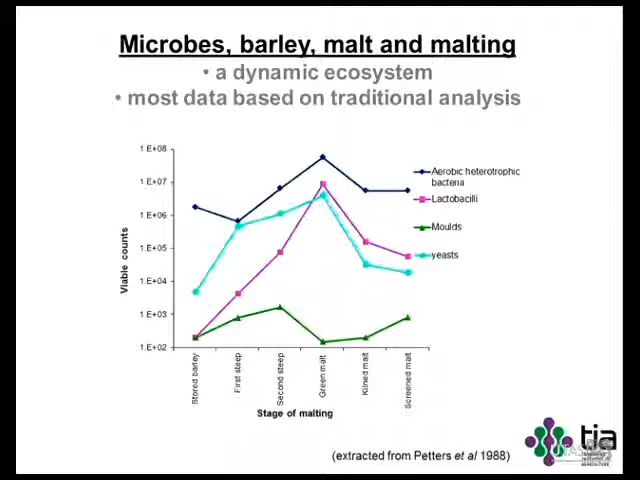 Microbes, barley, malt and malting
• a dynamic ecosystem
• most data based on traditional analysis
1.E+08
1.E+07
1.E+06
1.E+05
1.E+04
1.E+03
1.E+02
Viable counts
Stored barley
First steep
Second steep
Green malt
Kilned malt
Screened malt
Stage of malting
Aerobic heterotrophic
bacteria
Lactobacilli
Moulds
yeasts
(extracted from Petters et al 1988)
tia